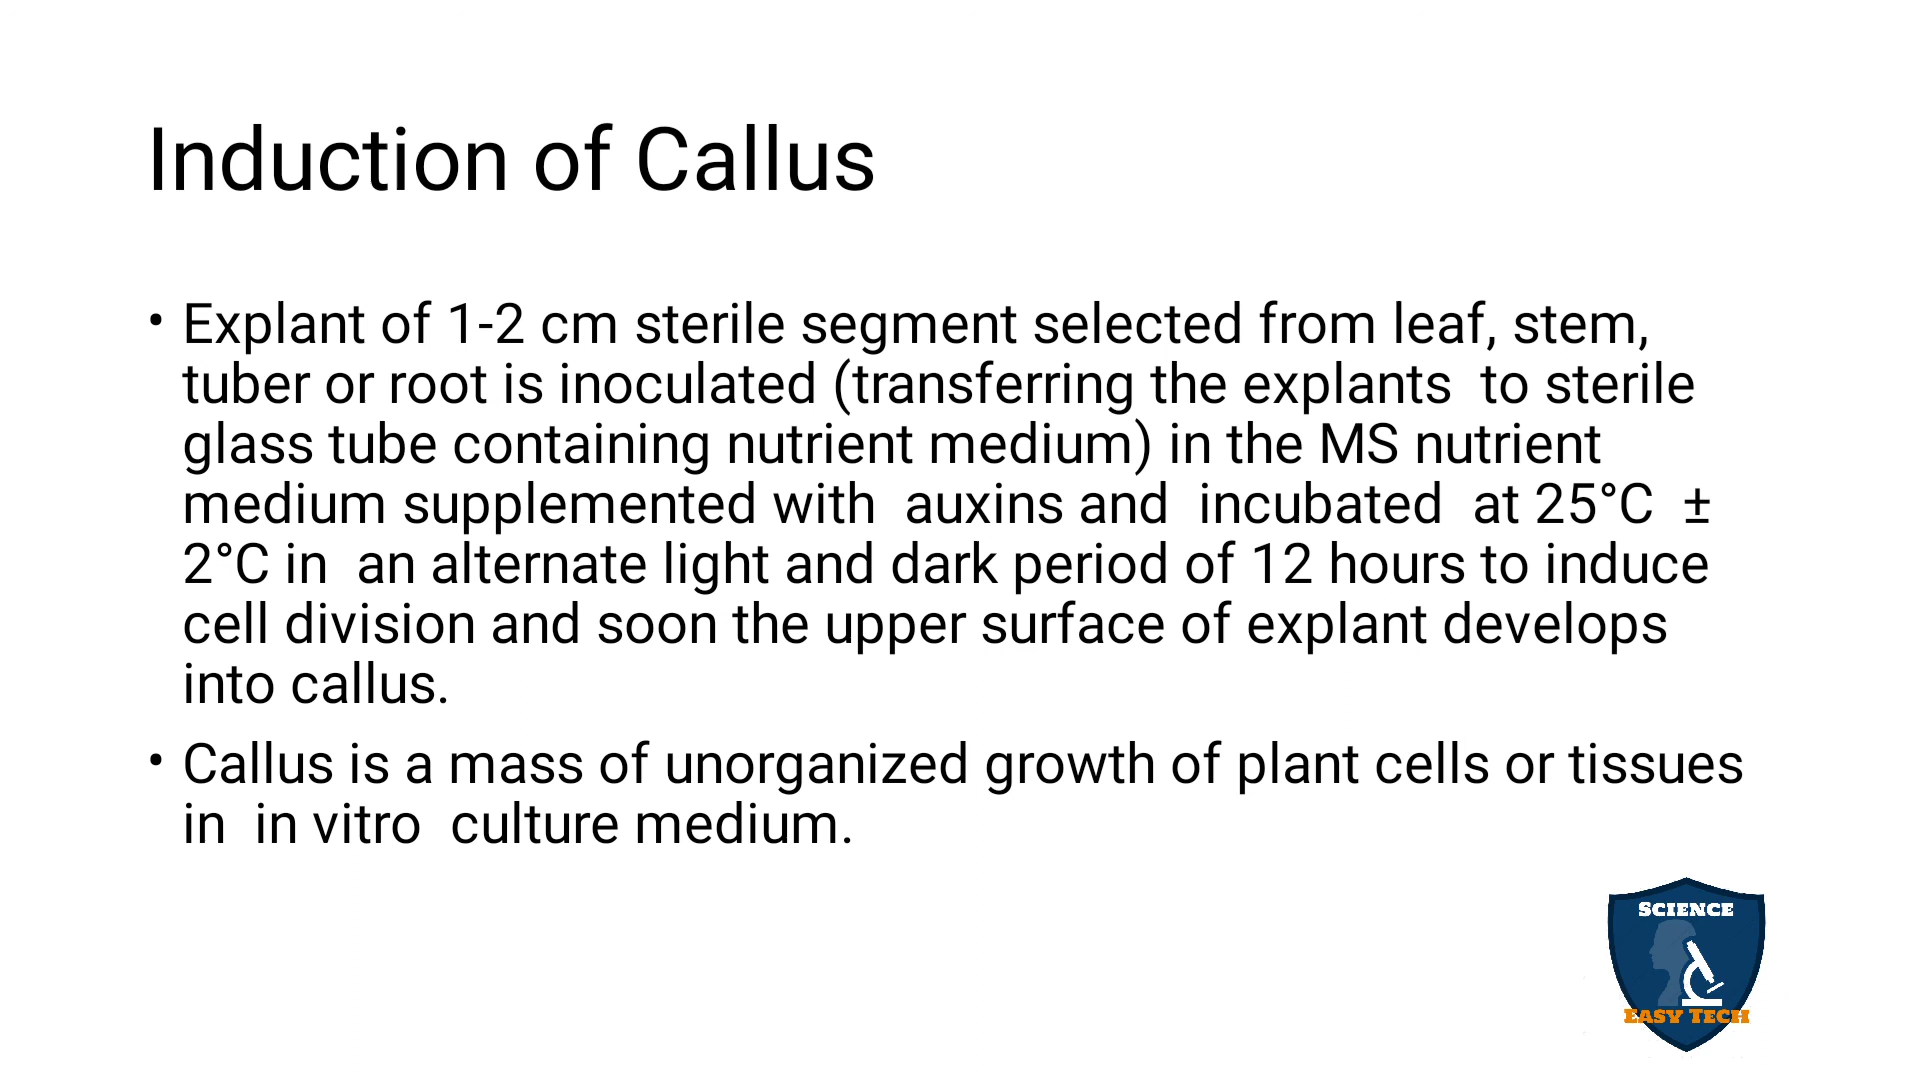 Induction of Callus
• Explant of 1-2 cm sterile segment selected from leaf, stem,
tuber or root is inoculated (transferring the explants  to sterile
glass tube containing nutrient medium) in the MS nutrient
medium supplemented with  auxins and  incubated  at 25°C  ±
2°C in  an alternate light and dark period of 12 hours to induce
cell division and soon the upper surface of explant develops
into callus.
• Callus is a mass of unorganized growth of plant cells or tissues
in  in vitro  culture medium.
SCIENCE
EASY TECH